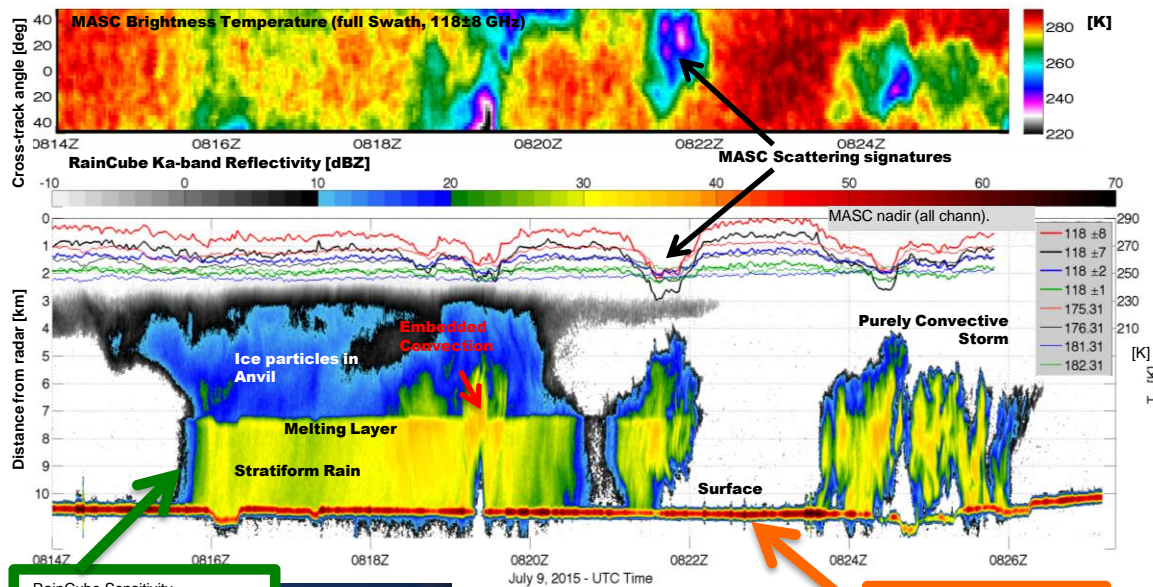 MASC Brightness Temperature (full Swath, 118±8 GHz)
Cross-track angle [deg]
40
20
0
20
40
280
260
240
220
[K]
0814Z 0816Z 0818Z 0820Z 0822Z 0824Z
RainCube Ka-band Reflectivity [dBZ]
MASC Scattering signatures
-10 0 10 20 30 40 50 60 70
MASC nadir (all chann).
Distance from radar [km]
0
1
2
3
4
5
6
7
8
9
10
290
270
250
230
210
[K]
118 ±8
118 ±7
118 ±2
118 ±1
175.31
176.31
181.31
182.31
Embedded
Convection
Purely Convective
Storm
Ice particles in
Anvil
Melting Layer
Stratiform Rain
Surface
0814Z 0816Z 0818Z 0820Z 0822Z 0824Z 0826Z
July 9, 2015 - UTC Time
RainCube Sensitivity